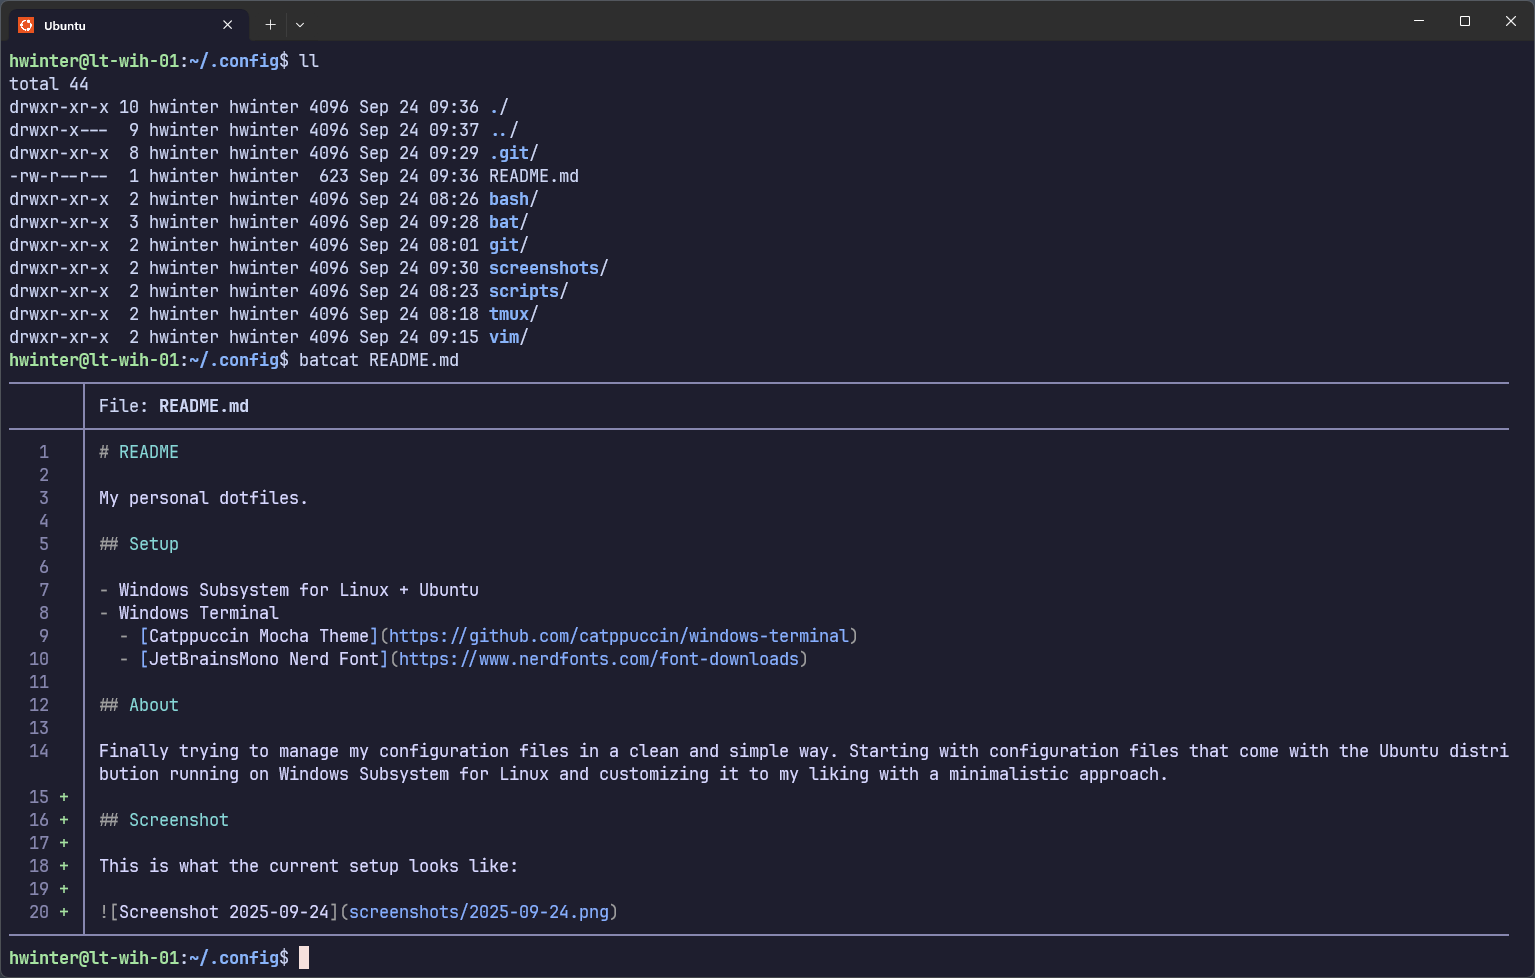 Ubuntu
hwinter@lt-wih-01:~/.config$ ll
total 44
drwxr-xr-x 10 hwinter hwinter 4096 Sep 24 09:36 ./
drwxr-x---  9 hwinter hwinter 4096 Sep 24 09:37 ../
drwxr-xr-x  8 hwinter hwinter 4096 Sep 24 09:29 .git/
-rw-r--r--  1 hwinter hwinter  623 Sep 24 09:36 README.md
drwxr-xr-x  2 hwinter hwinter 4096 Sep 24 08:26 bash/
drwxr-xr-x  3 hwinter hwinter 4096 Sep 24 09:28 bat/
drwxr-xr-x  2 hwinter hwinter 4096 Sep 24 08:01 git/
drwxr-xr-x  2 hwinter hwinter 4096 Sep 24 09:30 screenshots/
drwxr-xr-x  2 hwinter hwinter 4096 Sep 24 08:23 scripts/
drwxr-xr-x  2 hwinter hwinter 4096 Sep 24 08:18 tmux/
drwxr-xr-x  2 hwinter hwinter 4096 Sep 24 09:15 vim/
hwinter@lt-wih-01:~/.config$ batcat README.md
File: README.md
1 # README
2
3 My personal dotfiles.
4
5 ## Setup
6
7 - Windows Subsystem for Linux + Ubuntu
8 - Windows Terminal
9   - [Catppuccin Mocha Theme](https://github.com/catppuccin/windows-terminal)
10   - [JetBrainsMono Nerd Font](https://www.nerdfonts.com/font-downloads)
11
12 ## About
13
14 Finally trying to manage my configuration files in a clean and simple way. Starting with configuration files that come with the Ubuntu distri
bution running on Windows Subsystem for Linux and customizing it to my liking with a minimalistic approach.
15 +
16 + ## Screenshot
17 +
18 + This is what the current setup looks like:
19 +
20 + ![Screenshot 2025-09-24](screenshots/2025-09-24.png)
hwinter@lt-wih-01:~/.config$